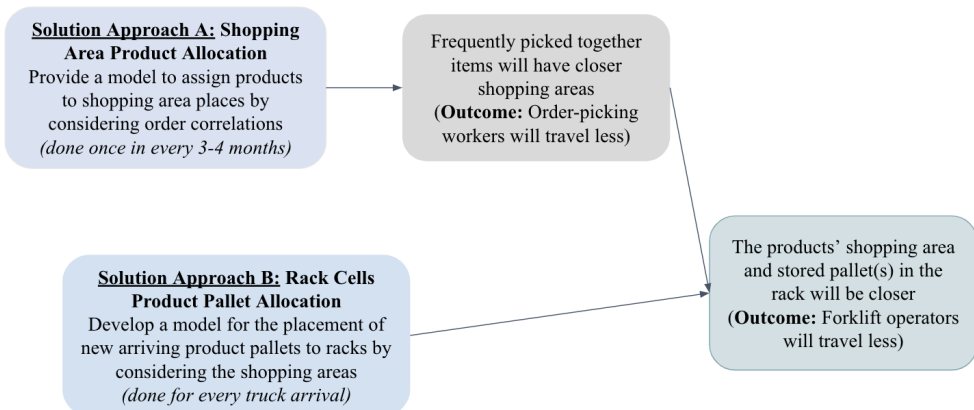 Solution Approach A: Shopping
Area Product Allocation
Provide a model to assign products
to shopping area places by
considering order correlations
(done once in every 3-4 months)
Frequently picked together
items will have closer
shopping areas
(Outcome: Order-picking
workers will travel less)
Solution Approach B: Rack Cells
Product Pallet Allocation
Develop a model for the placement of
new arriving product pallets to racks by
considering the shopping areas
(done for every truck arrival)
The products’ shopping area
and stored pallet(s) in the
rack will be closer
(Outcome: Forklift operators
will travel less)